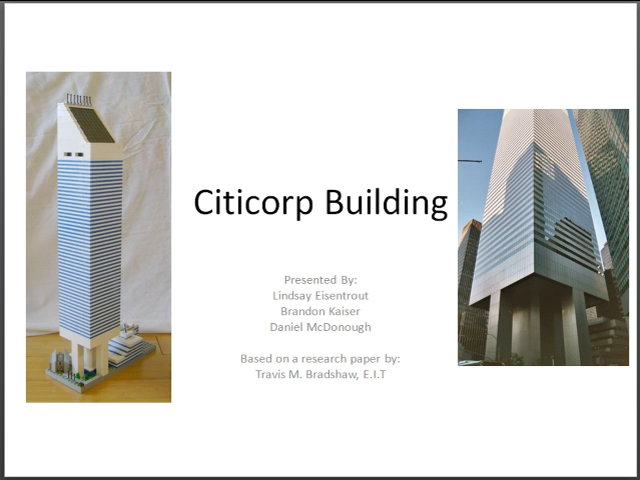 Citicorp Building
Presented By:
Lindsay Eisentrout
Brandon Kaiser
Daniel McDonough
Based on a research paper by:
Travis M. Bradshaw, E.I.T